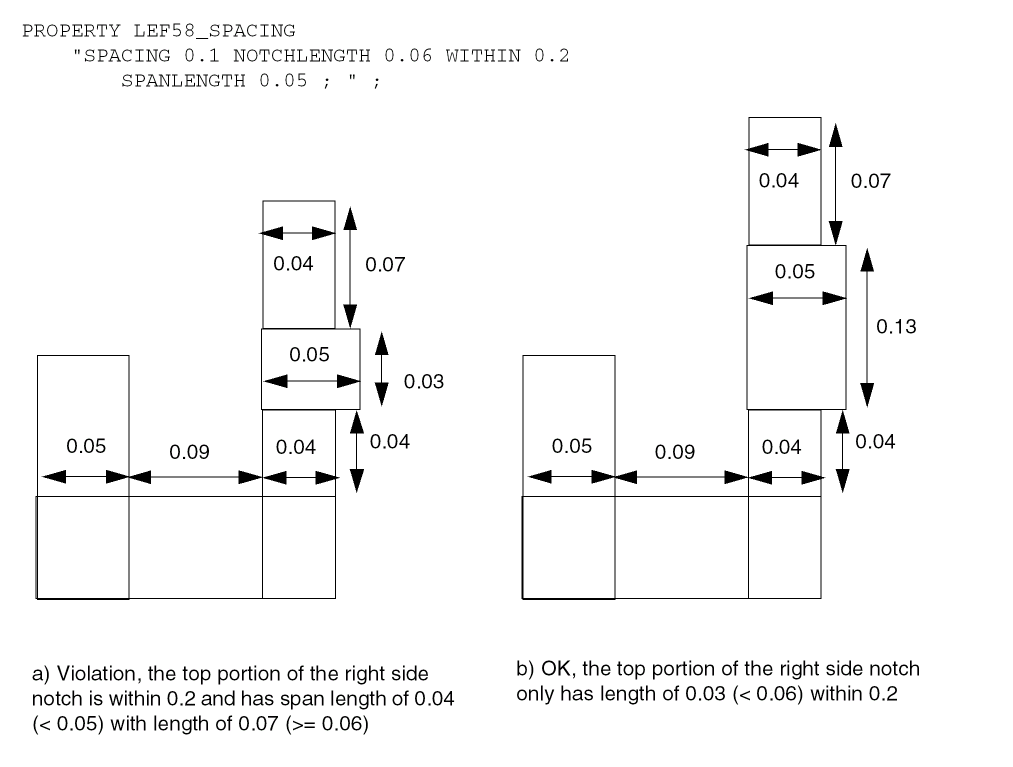 PROPERTY LEF58_SPACING
"SPACING 0.1 NOTCHLENGTH 0.06 WITHIN 0.2
SPANLENGTH 0.05 ; " ;
0.04
0.07
0.05
0.03
0.05
0.09
0.04
0.04
0.04
0.07
0.05
0.13
0.05
0.09
0.04
0.04
a) Violation, the top portion of the right side
notch is within 0.2 and has span length of 0.04
(< 0.05) with length of 0.07 (>= 0.06)
b) OK, the top portion of the right side notch
only has length of 0.03 (< 0.06) within 0.2